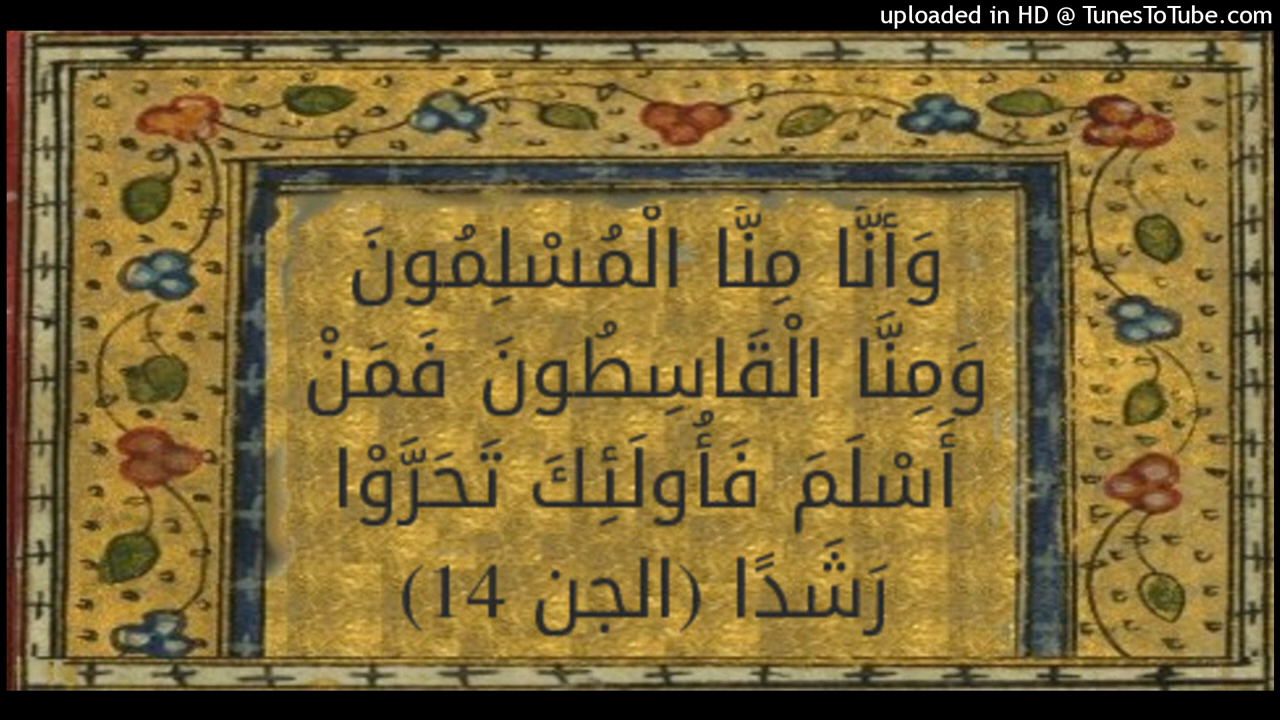 uploaded in HD @ TunesToTube.com
وَأَنَّا مِنَّا الْمُسْلِمُونَ
وَمِنَّا الْقَاسِطُونَ فَمَنْ
أَسْلَمَ فَأُولَئِكَ تَحَرَّوْا
رَشَدًا (الجن 14)